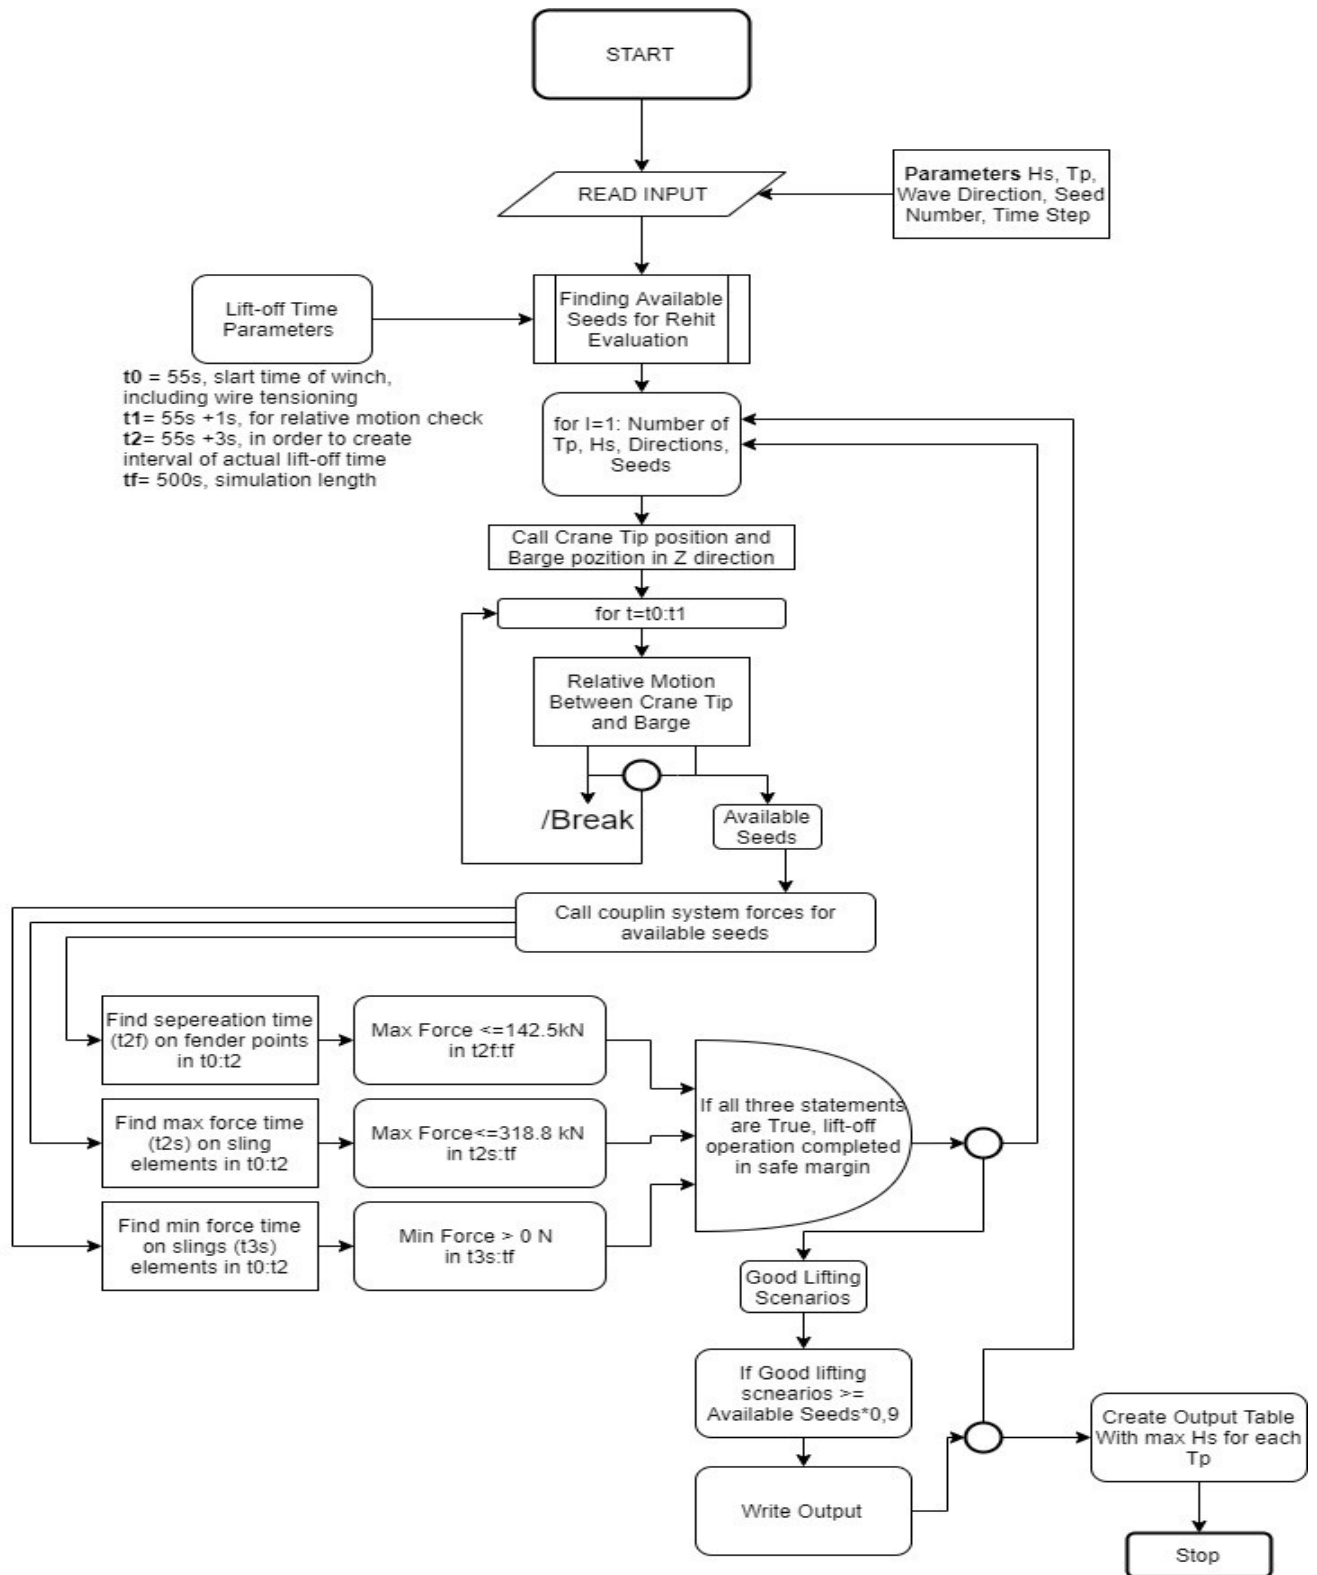 START
READ INPUT
Parameters Hs, Tp,
Wave Direction, Seed
Number, Time Step
Lift-off Time
Parameters
Finding Available
Seeds for Rehit
Evaluation
t0 = 55s, slart time of winch,
including wire tensioning
t1= 55s +1s, for relative motion check
t2= 55s +3s, in order to create
interval of actual lift-off time
tf= 500s, simulation length
for I=1: Number of
Tp, Hs, Directions,
Seeds
Call Crane Tip position and
Barge pozition in Z direction
for t=t0:t1
Relative Motion
Between Crane Tip
and Barge
/Break
Available
Seeds
Call couplin system forces for
available seeds
Find sepereation time
(t2f) on fender points
in t0:t2
Max Force <=142.5kN
in t2f:tf
Find max force time
(t2s) on sling
elements in t0:t2
Max Force<=318.8 kN
in t2s:tf
Find min force time
on slings (t3s)
elements in t0:t2
Min Force > 0 N
in t3s:tf
If all three statements
are True, lift-off
operation completed
in safe margin
Good Lifting
Scenarios
If Good lifting
scnearios >=
Available Seeds*0,9
Write Output
Create Output Table
With max Hs for each
Tp
Stop